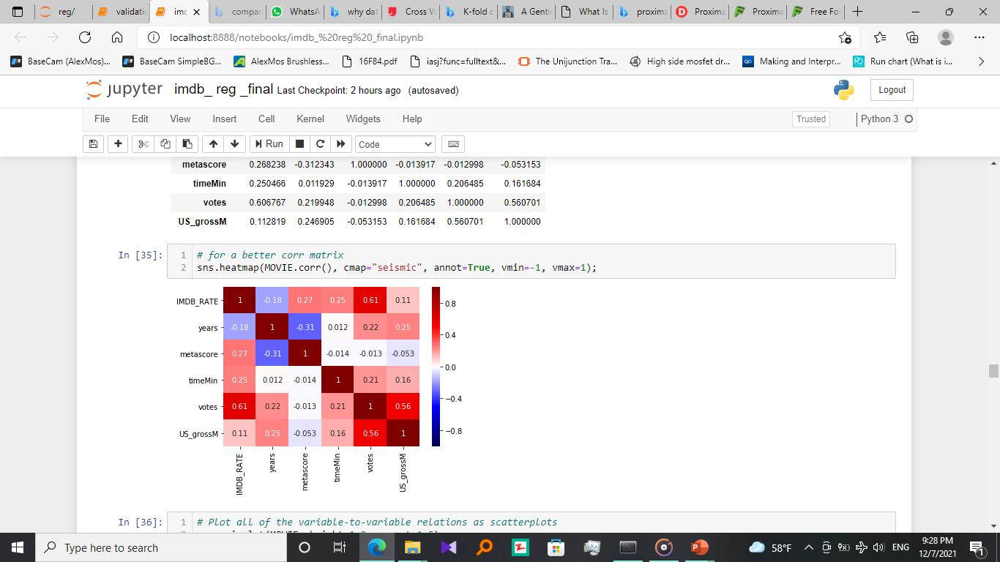 reg/ validatio imc compar WhatsA why dat Cross Va K-fold c A Gentl What Is proxima Proxima Proxima Free For
localhost:8888/notebooks/imdb_%20reg%20_final.ipynb
BaseCam (AlexMos)... BaseCam SimpleBG... AlexMos Brushless... 16F84.pdf iasj?func=fulltext&... The Unijunction Tra... High side mosfet dr... Making and Interpr... Run chart (What is i...
jupyter imdb_ reg _final Last Checkpoint: 2 hours ago (autosaved) Logout
File Edit View Insert Cell Kernel Widgets Help Trusted Python 3
Run Code
metascore 0.268238 -0.312343 1.000000 -0.013917 -0.012998 -0.053153
timeMin 0.250466 0.011929 -0.013917 1.000000 0.206485 0.161684
votes 0.606767 0.219948 -0.012998 0.206485 1.000000 0.560701
US_grossM 0.112819 0.246905 -0.053153 0.161684 0.560701 1.000000
In [35]: 1 # for a better corr matrix
2 sns.heatmap(MOVIE.corr(), cmap="seismic", annot=True, vmin=-1, vmax=1);
IMDB_RATE 1 -0.18 0.27 0.25 0.61 0.11
years -0.18 1 -0.31 0.012 0.22 0.25
metascore 0.27 -0.31 1 -0.014 -0.013 -0.053
timeMin 0.25 0.012 -0.014 1 0.21 0.16
votes 0.61 0.22 -0.013 0.21 1 0.56
US_grossM 0.11 0.25 -0.053 0.16 0.56 1
0.8
0.4
0.0
−0.4
−0.8
IMDB_RATE years metascore timeMin votes US_grossM
In [36]: 1 # Plot all of the variable-to-variable relations as scatterplots
Type here to search 58°F ENG 9:28 PM
12/7/2021 1